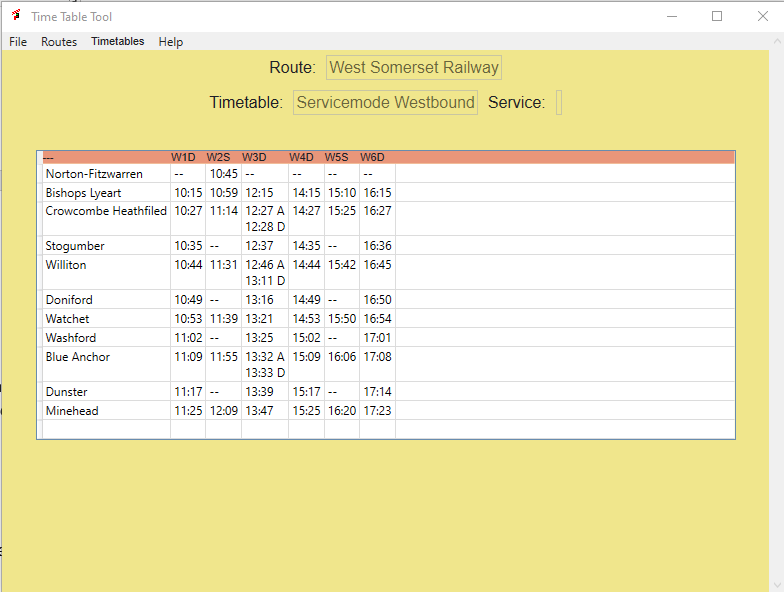 Time Table Tool
File Routes Timetables Help
Route: West Somerset Railway
Timetable: Servicemode Westbound Service:
--- W1D W2S W3D W4D W5S W6D
Norton-Fitzwarren -- 10:45 -- -- -- --
Bishops Lyeart 10:15 10:59 12:15 14:15 15:10 16:15
Crowcombe Heathfiled 10:27 11:14 12:27 A 14:27 15:25 16:27
12:28 D
Stogumber 10:35 -- 12:37 14:35 -- 16:36
Williton 10:44 11:31 12:46 A 14:44 15:42 16:45
13:11 D
Doniford 10:49 -- 13:16 14:49 -- 16:50
Watchet 10:53 11:39 13:21 14:53 15:50 16:54
Washford 11:02 -- 13:25 15:02 -- 17:01
Blue Anchor 11:09 11:55 13:32 A 15:09 16:06 17:08
13:33 D
Dunster 11:17 -- 13:39 15:17 -- 17:14
Minehead 11:25 12:09 13:47 15:25 16:20 17:23